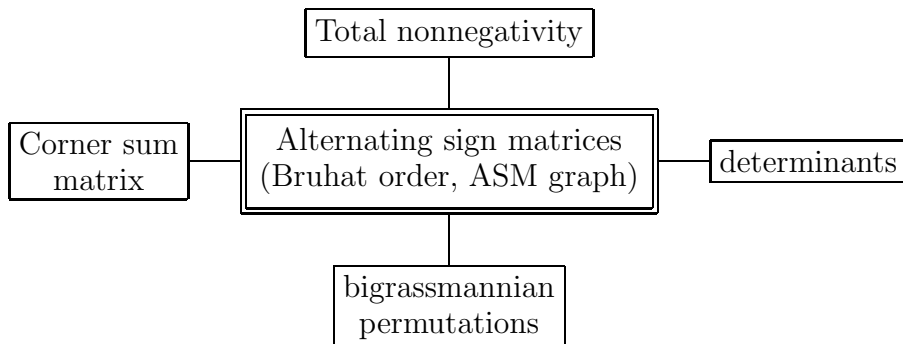 Total nonnegativity
Corner sum
matrix
Alternating sign matrices
(Bruhat order, ASM graph)
determinants
bigrassmannian
permutations